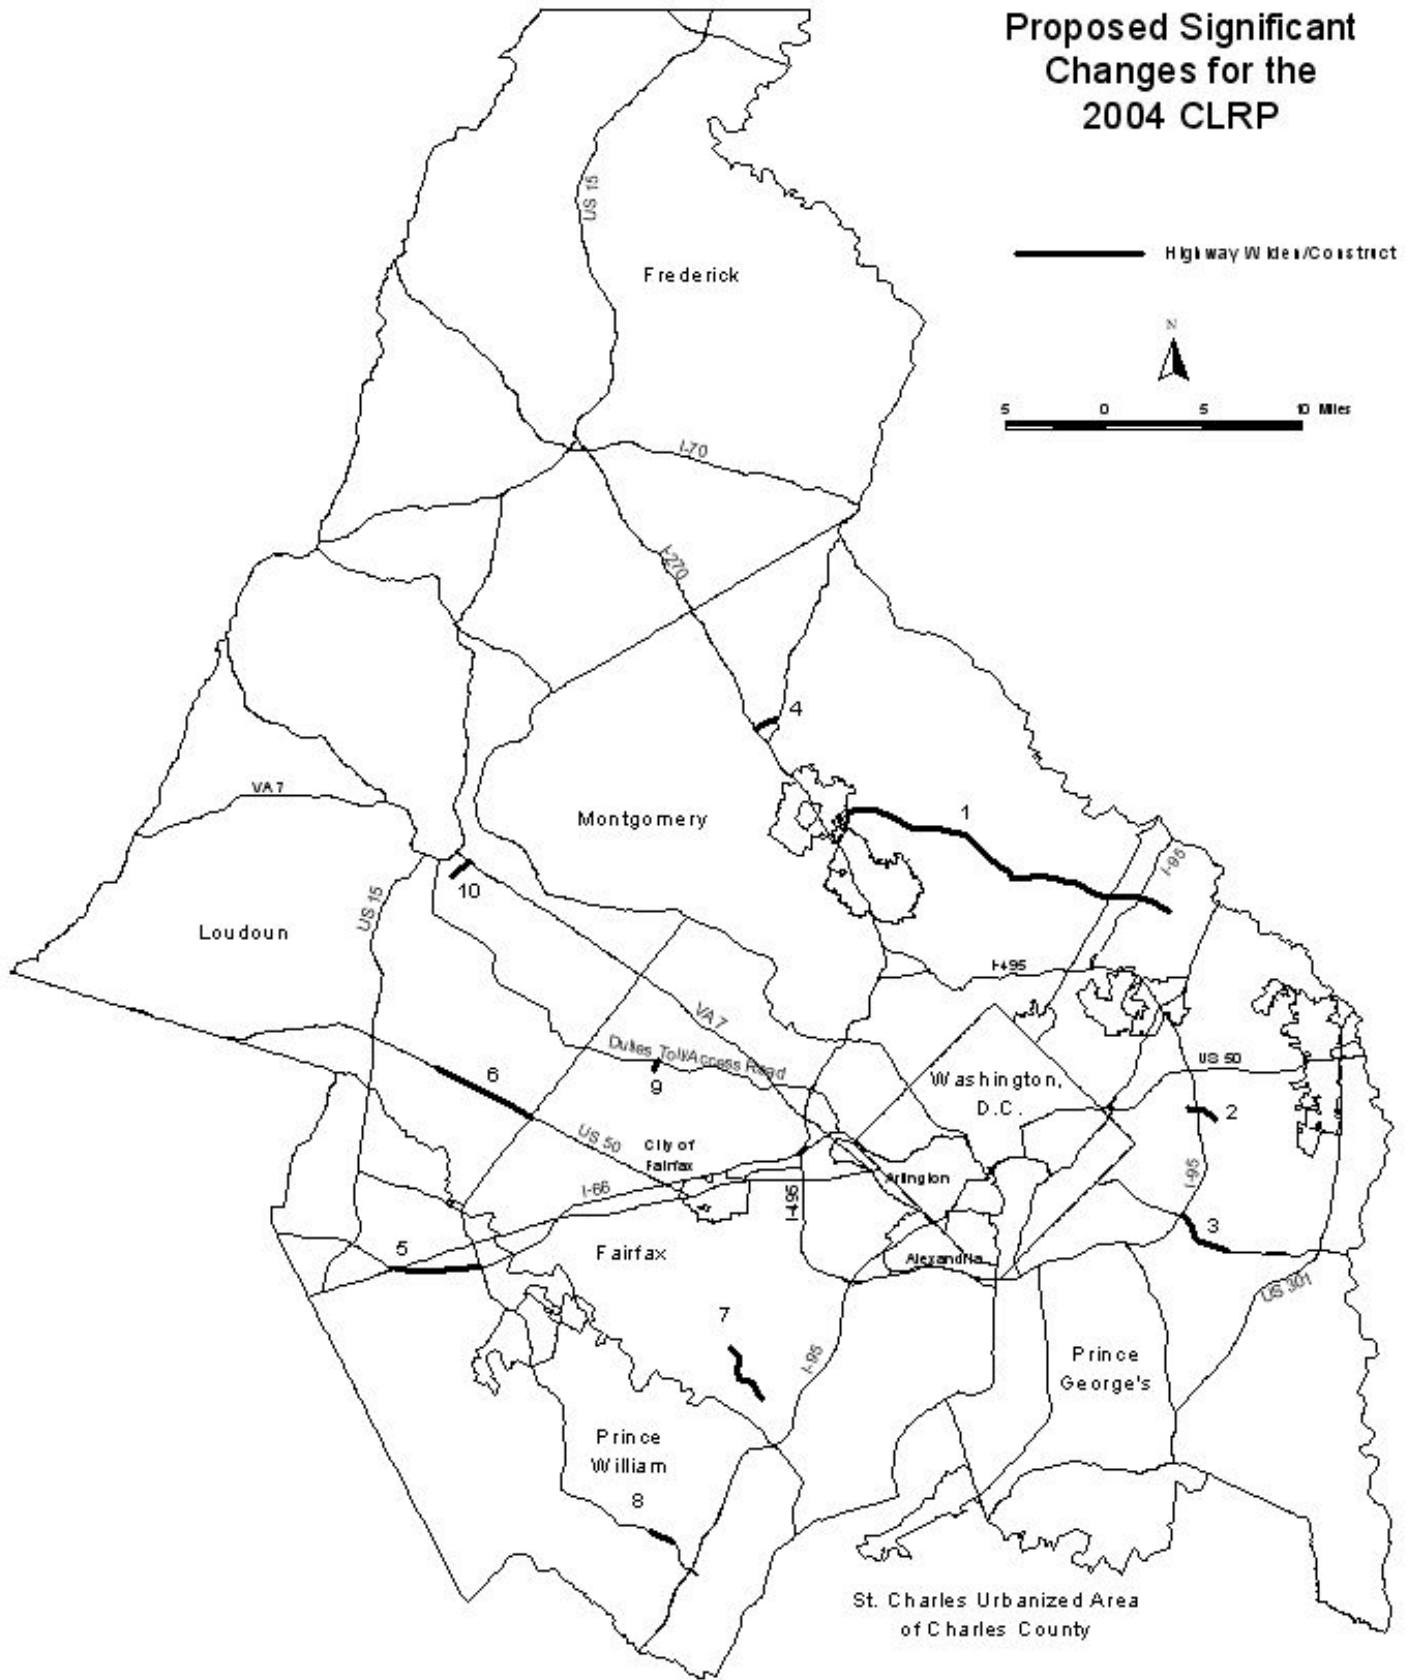 Proposed Significant
Changes for the
2004 CLRP
Highway Widen/Construct
N
5 0 5 10 Miles
US 15
Frederick
I-70
I-270
4
VA 7
Montgomery
1
I-95
10
US 15
Loudoun
I-495
VA 7
Dulles Toll/Access Road
US 50
6
9
Washington,
D.C.
2
US 50
City of
Fairfax
Arlington
I-66
I-495
I-95
5
Fairfax
Alexandria
3
US 301
7
I-95
Prince
George's
Prince
William
8
St. Charles Urbanized Area
of Charles County